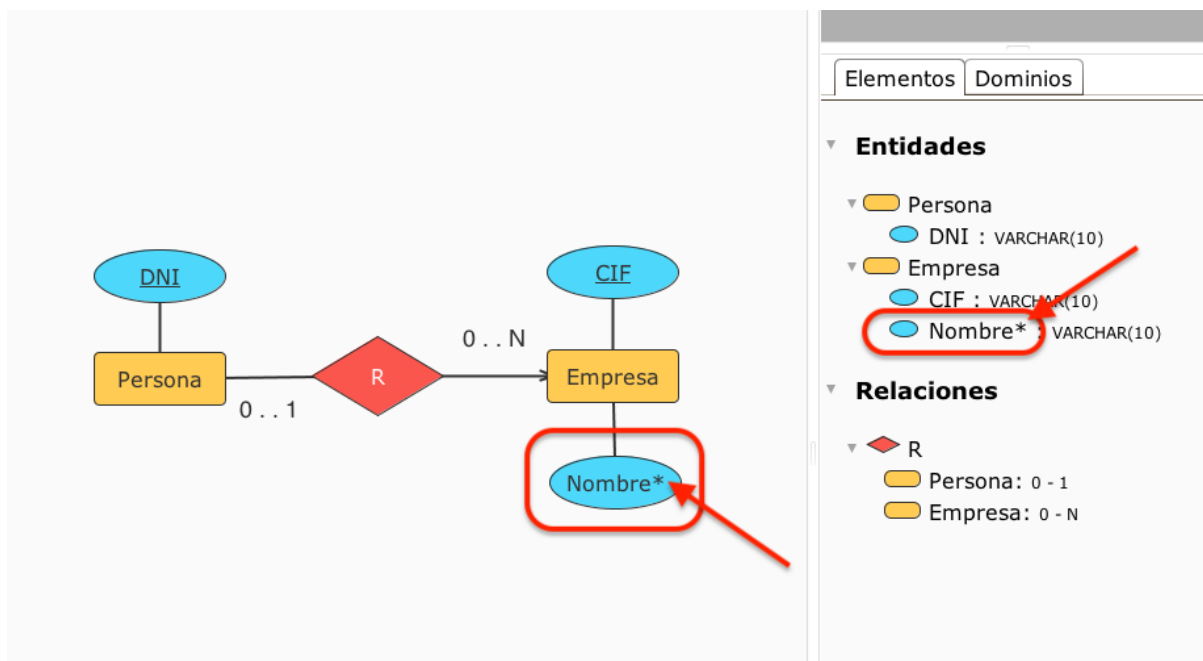 DNI
CIF
Persona
0 . . 1
R
0 . . N
Empresa
Nombre*
Elementos
Dominios
Entidades
Persona
DNI : VARCHAR(10)
Empresa
CIF : VARCHAR(10)
Nombre* : VARCHAR(10)
Relaciones
R
Persona: 0 - 1
Empresa: 0 - N